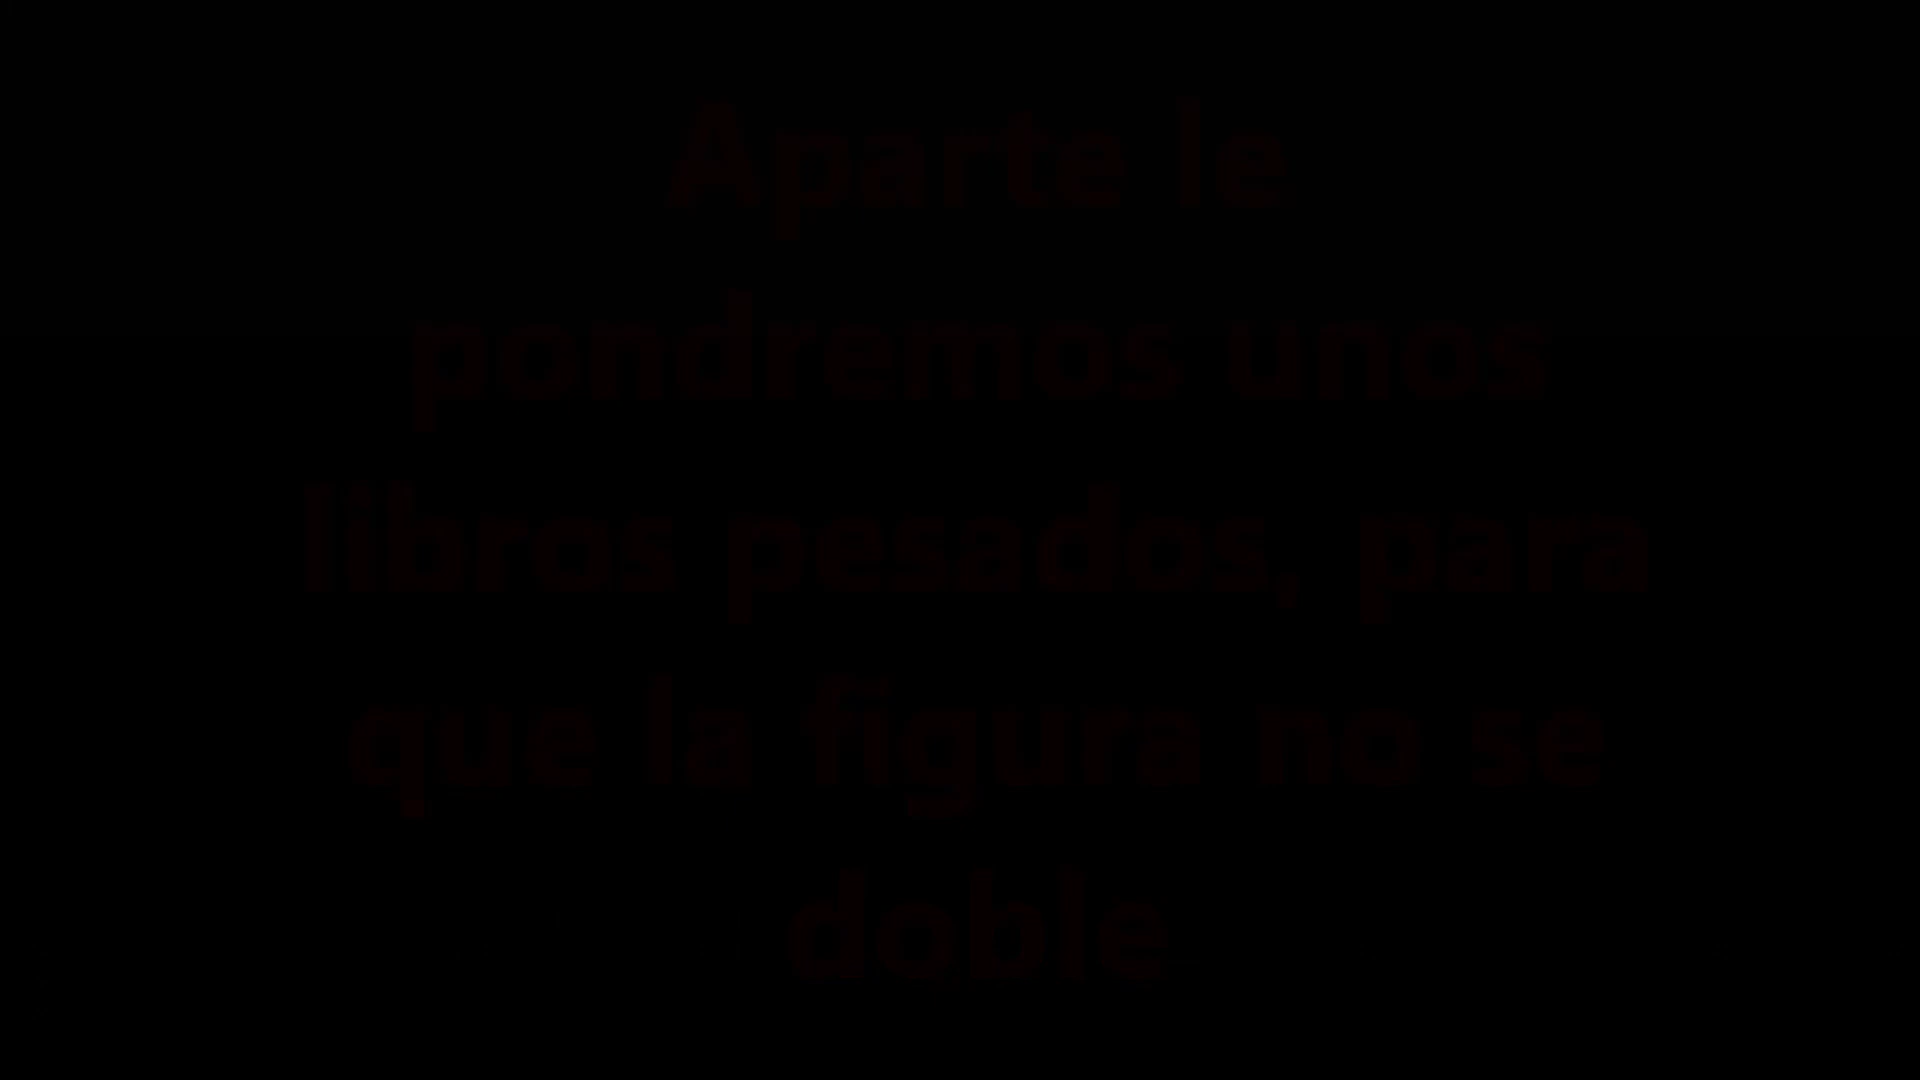 Aparte le
pondremos unos
libros pesados, para
que la figura no se
doble